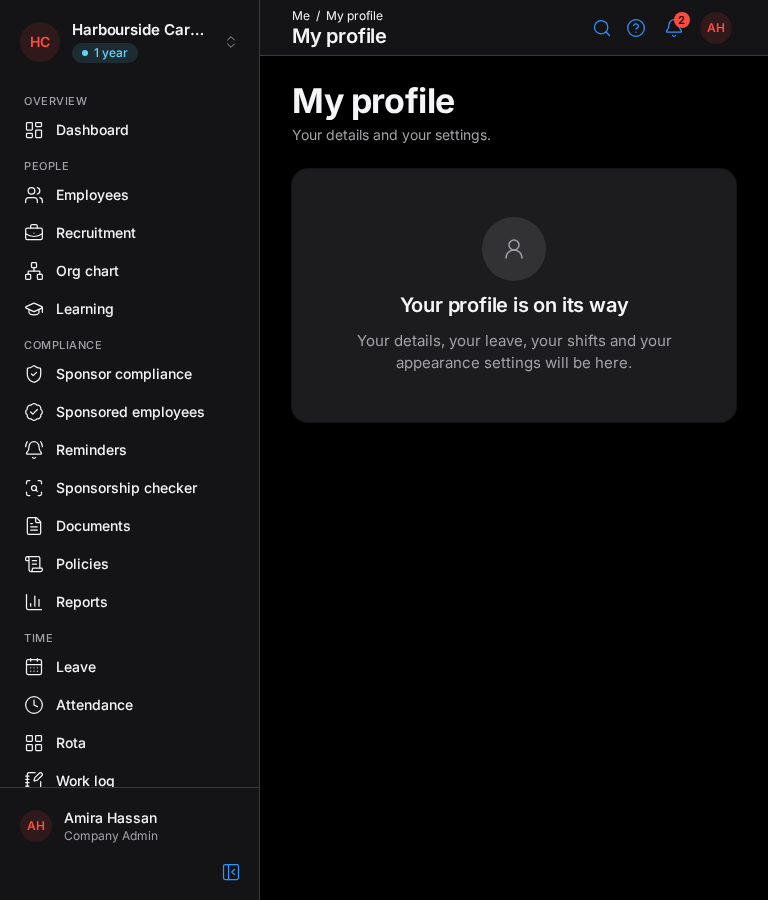 HC
Harbourside Car...
1 year
OVERVIEW
Dashboard
PEOPLE
Employees
Recruitment
Org chart
Learning
COMPLIANCE
Sponsor compliance
Sponsored employees
Reminders
Sponsorship checker
Documents
Policies
Reports
TIME
Leave
Attendance
Rota
Work log
AH
Amira Hassan
Company Admin
Me / My profile
My profile
2
AH
My profile
Your details and your settings.
Your profile is on its way
Your details, your leave, your shifts and your
appearance settings will be here.